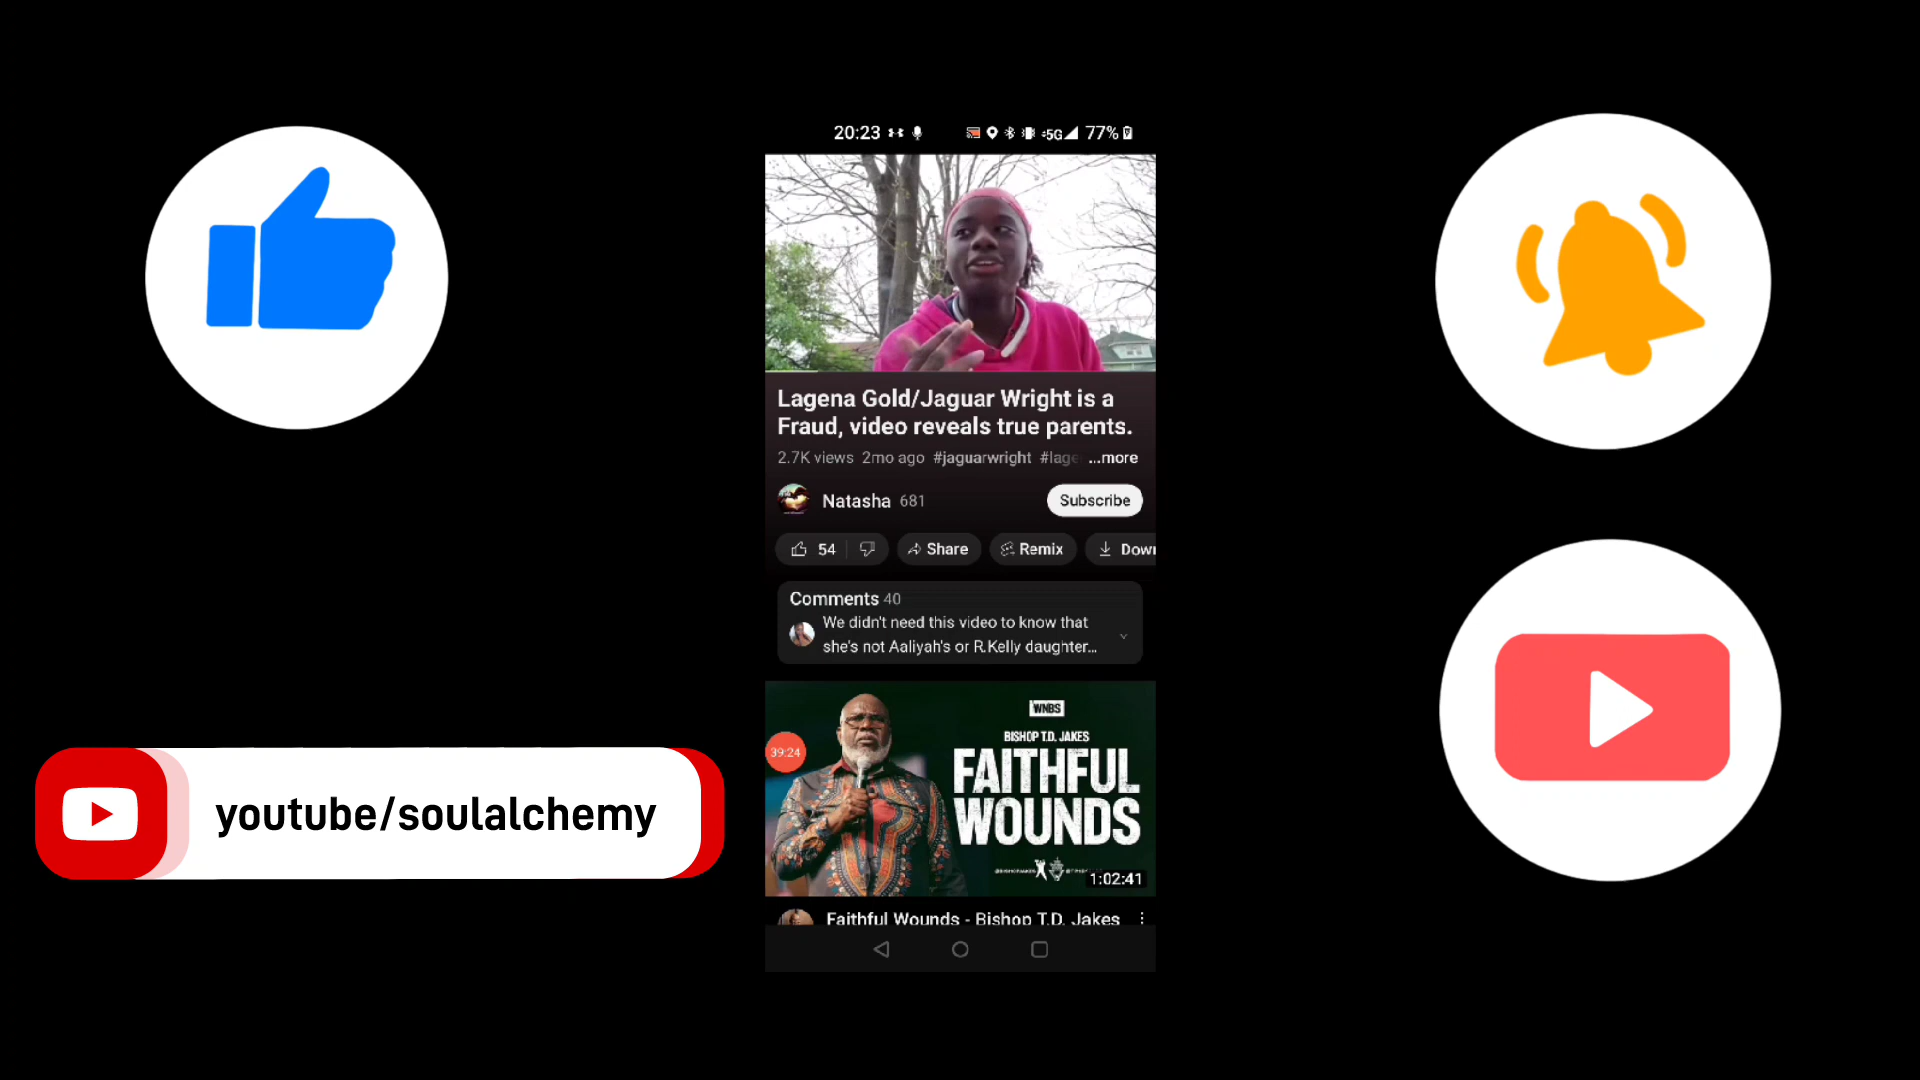 20:23
5G 77%
Lagena Gold/Jaguar Wright is a
Fraud, video reveals true parents.
2.7K views 2mo ago #jaguarwright #lage ...more
Natasha 681
Subscribe
54
Share
Remix
Dow
Comments 40
We didn't need this video to know that
she's not Aaliyah's or R.Kelly daughter...
WNBS
BISHOP T.D. JAKES
FAITHFUL
WOUNDS
39:24
1:02:41
Faithful Wounds - Bishop T.D. Jakes
youtube/soulalchemy